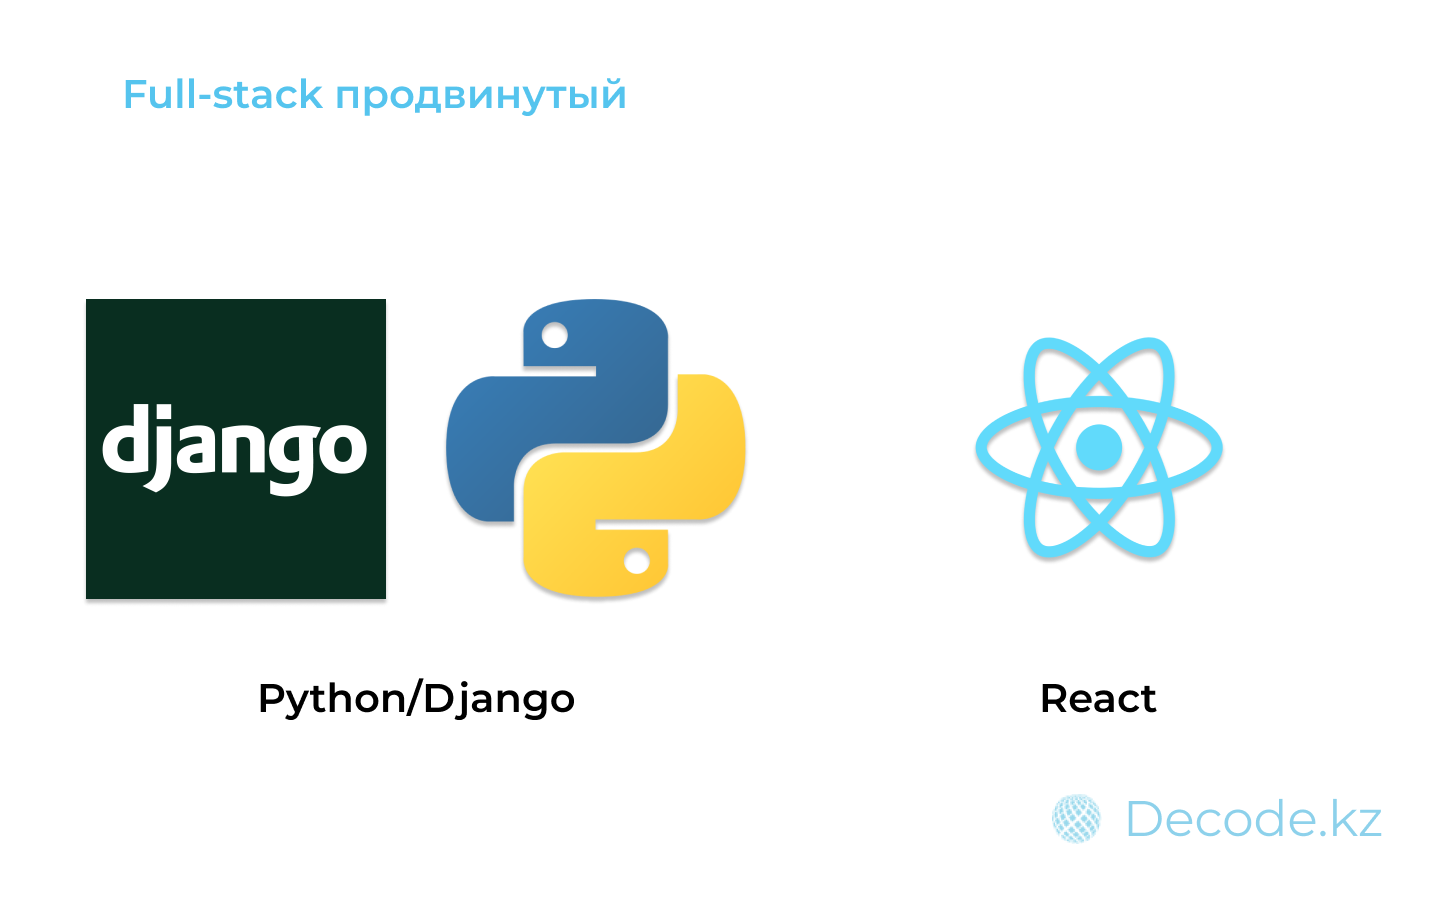 Full-stack продвинутый
django
Python/Django
React
Decode.kz